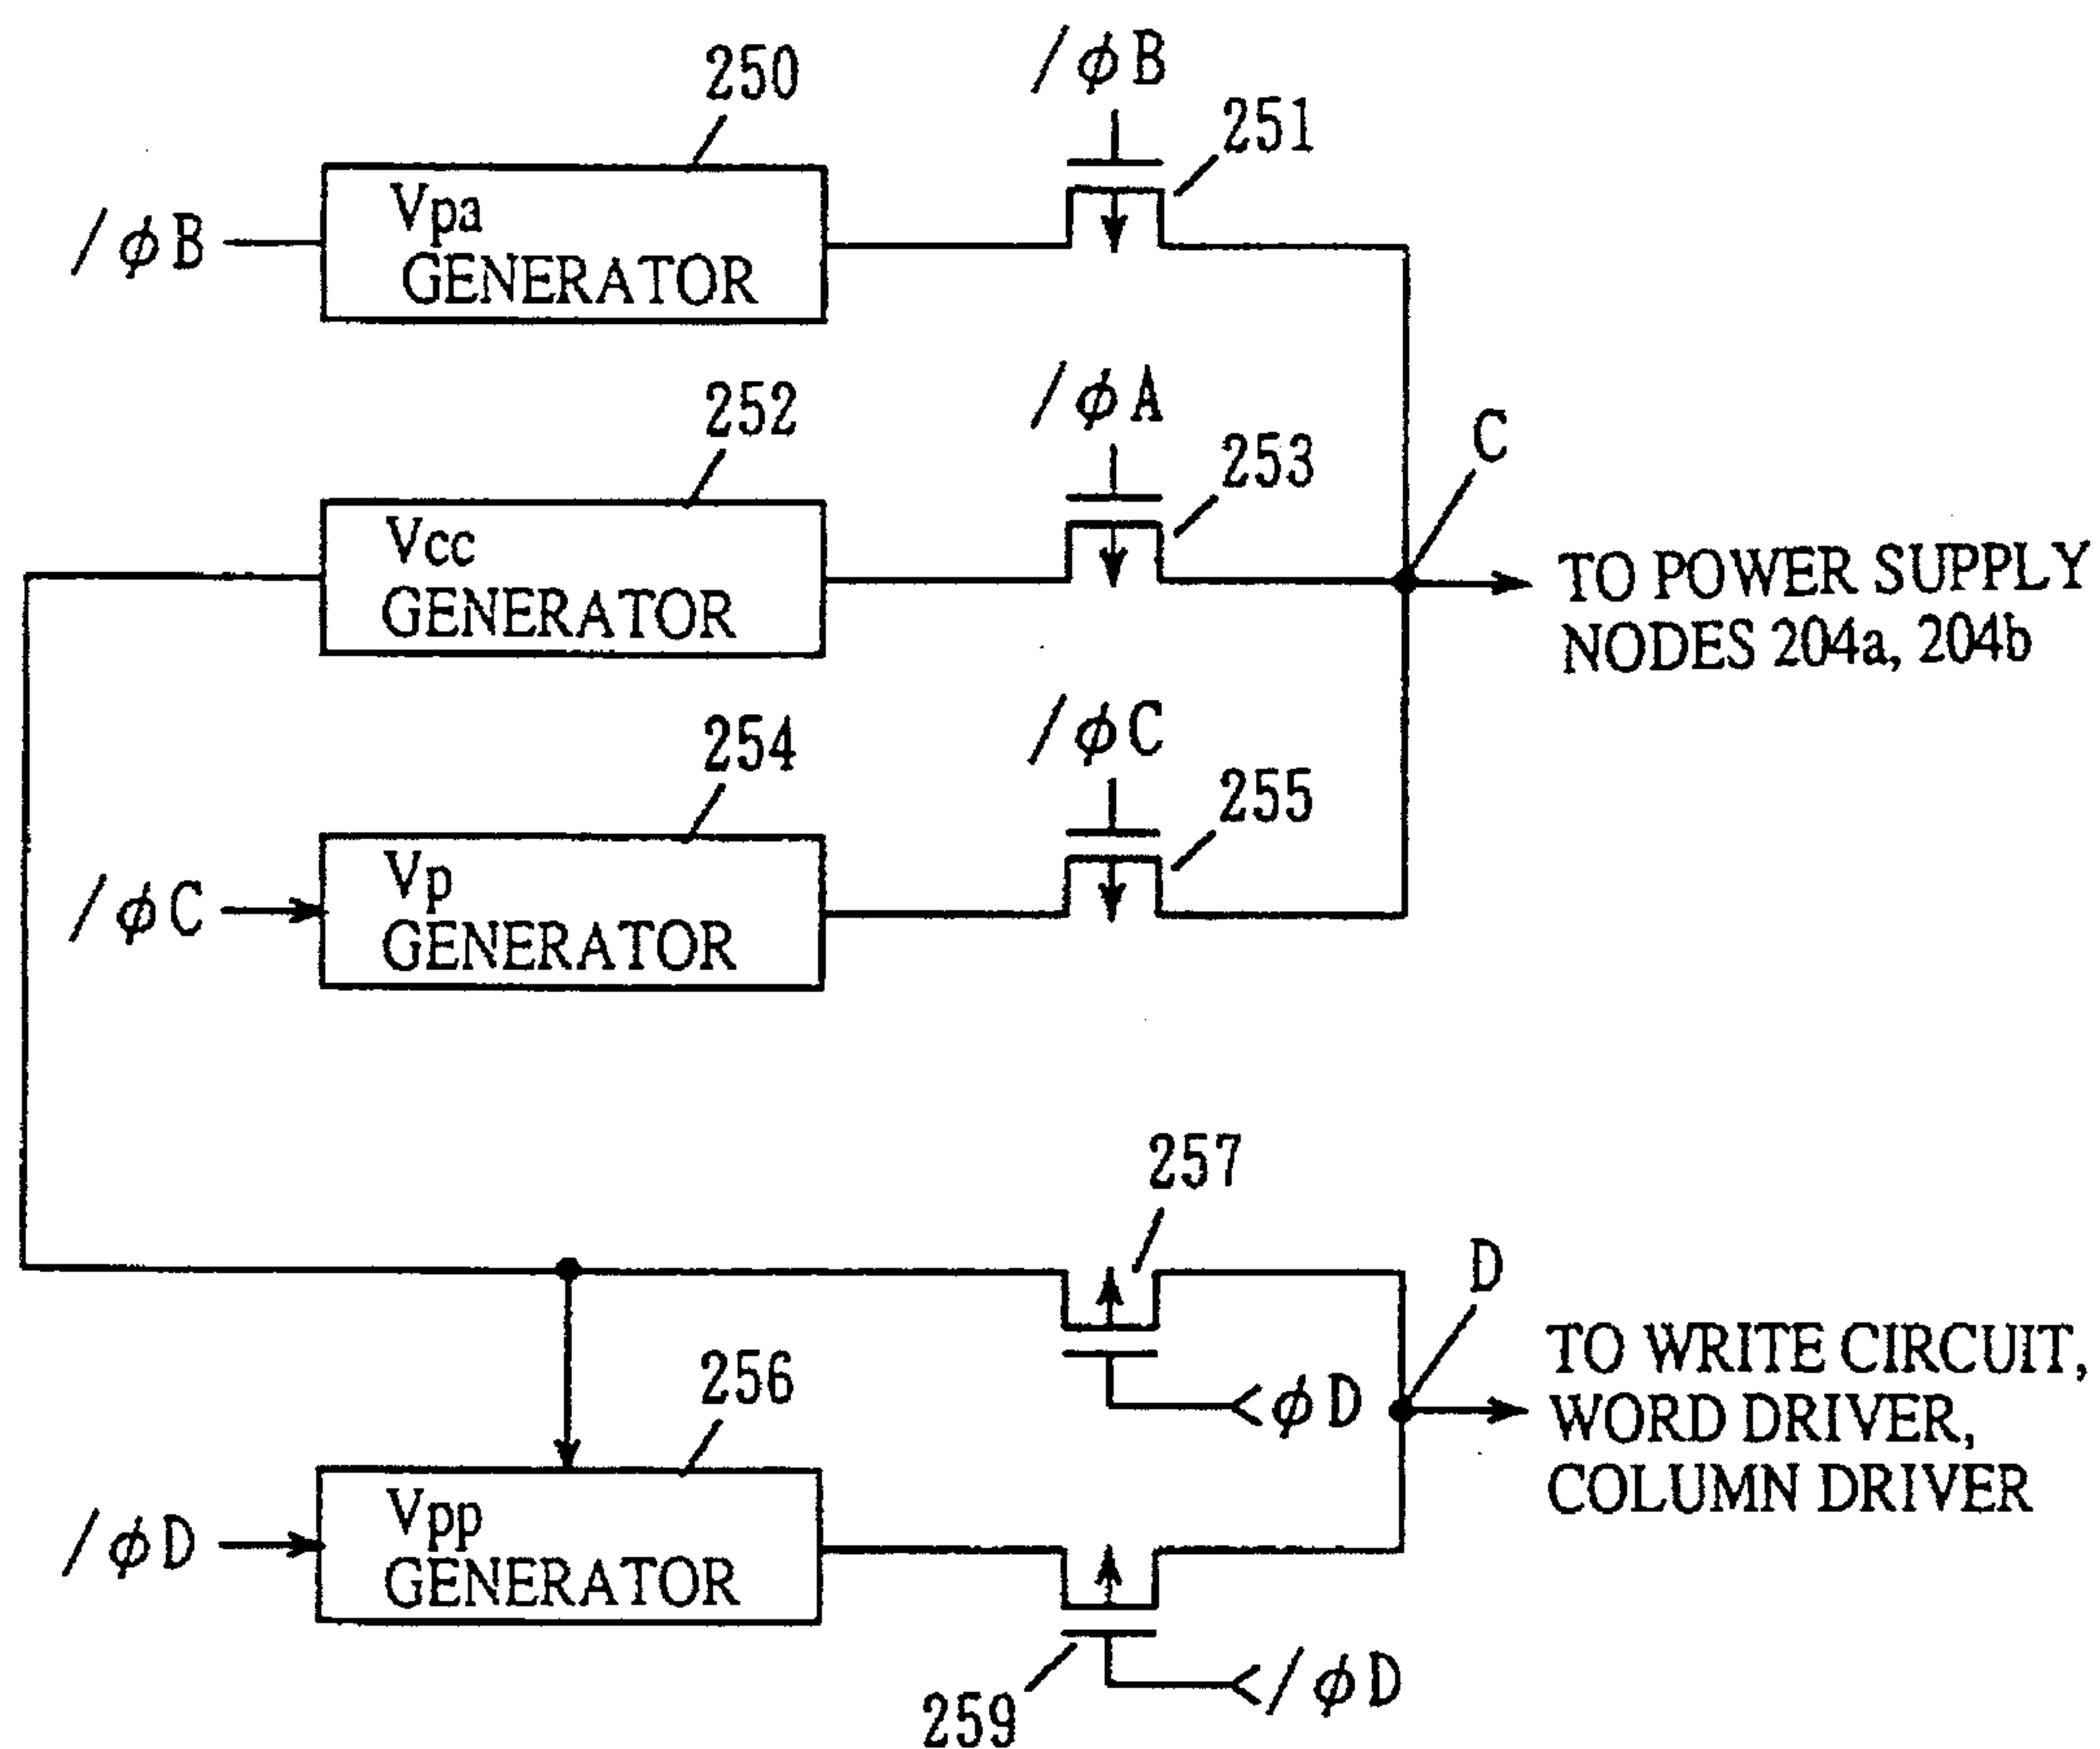 /φB
250
251
/φB
Vpa
GENERATOR
/φA
252
253
C
Vcc
GENERATOR
TO POWER SUPPLY
NODES 204a, 204b
/φC
254
255
/φC
Vp
GENERATOR
257
D
256
φD
TO WRITE CIRCUIT,
WORD DRIVER,
COLUMN DRIVER
/φD
Vpp
GENERATOR
259
/φD